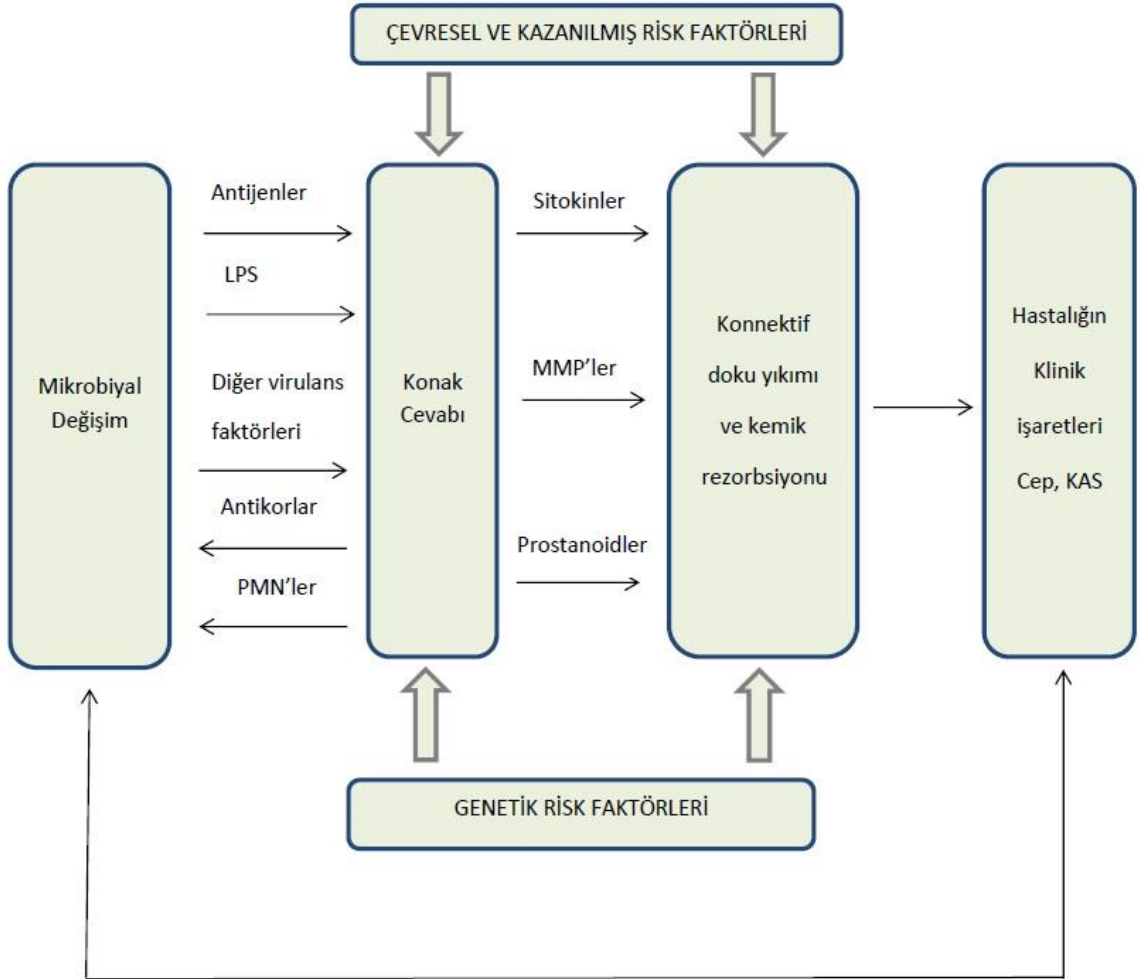 ÇEVRESEL VE KAZANILMIŞ RİSK FAKTÖRLERİ
Mikrobiyal
Değişim
Antijenler
LPS
Diğer virulans
faktörleri
Antikorlar
PMN’ler
Konak
Cevabı
Sitokinler
MMP’ler
Prostanoidler
Konnektif
doku yıkımı
ve kemik
rezorbsiyonu
Hastalığın
Klinik
işaretleri
Cep, KAS
GENETİK RİSK FAKTÖRLERİ